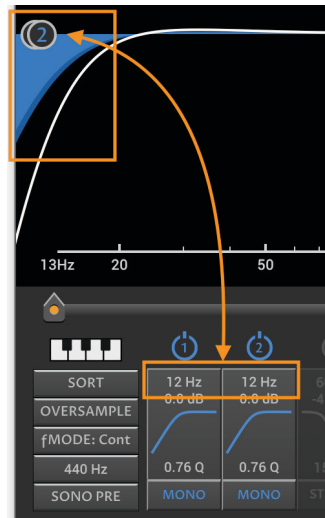 2
13Hz 20 50
1 2
SORT 12 Hz 12 Hz
0.0 dB 0.0 dB
OVERSAMPLE
fMODE: Cont
440 Hz 0.76 Q 0.76 Q
SONO PRE MONO MONO